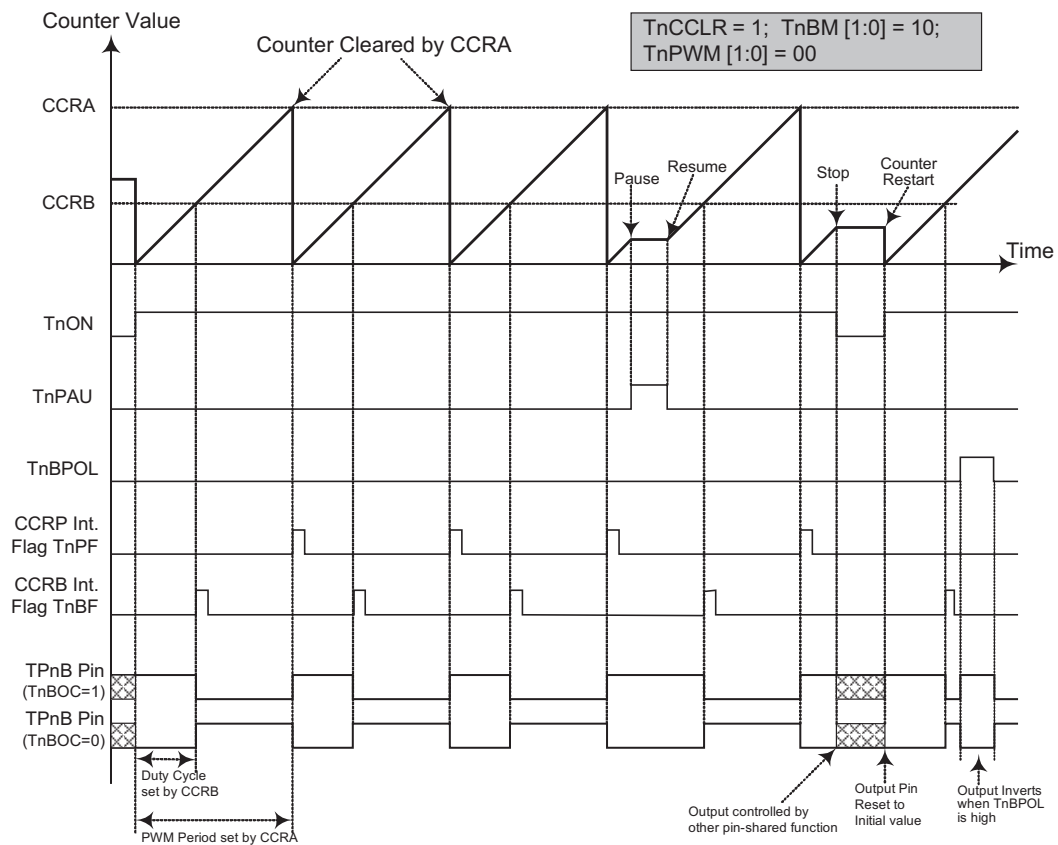 Counter Value
TnCCLR = 1; TnBM [1:0] = 10;
TnPWM [1:0] = 00
Counter Cleared by CCRA
CCRA
CCRB
Pause
Resume
Stop
Counter
Restart
Time
TnON
TnPAU
TnBPOL
CCRP Int.
Flag TnPF
CCRB Int.
Flag TnBF
TPnB Pin
(TnBOC=1)
TPnB Pin
(TnBOC=0)
Duty Cycle
set by CCRB
PWM Period set by CCRA
Output controlled by
other pin-shared function
Output Pin
Reset to
Initial value
Output Inverts
when TnBPOL
is high